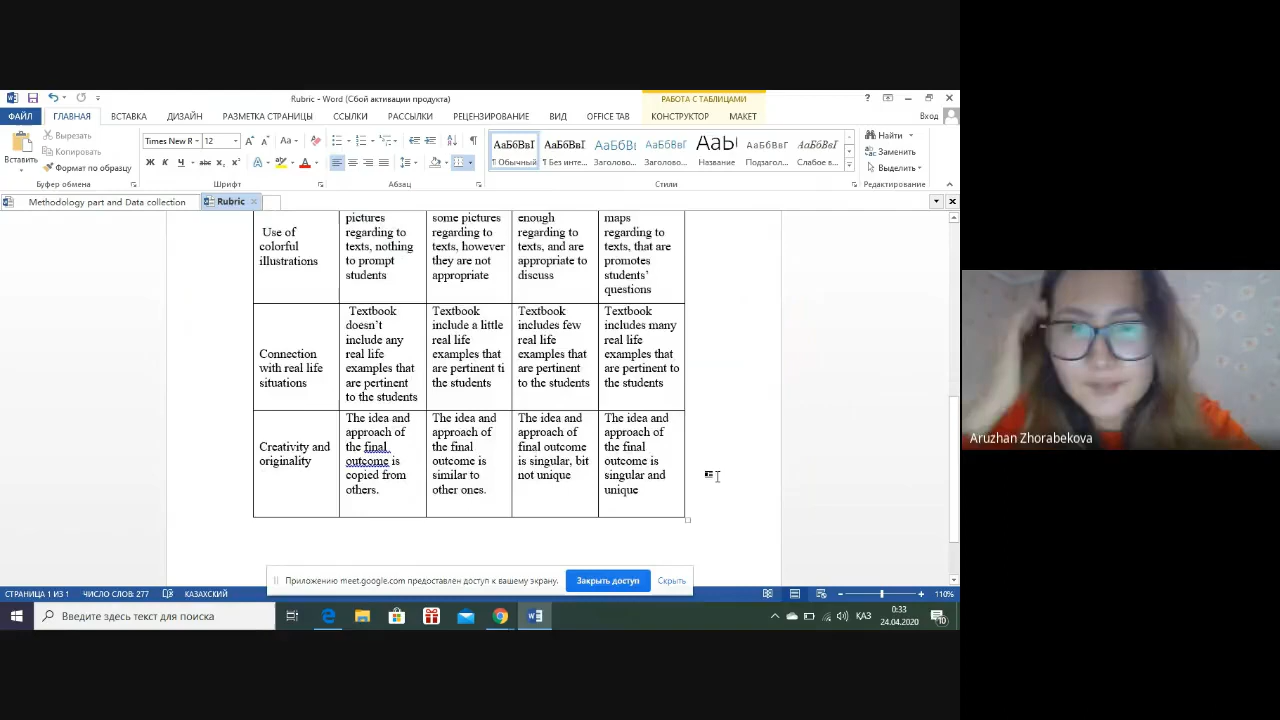 Rubric - Word (Сбой активации продукта)
РАБОТА С ТАБЛИЦАМИ
ФАЙЛ ГЛАВНАЯ ВСТАВКА ДИЗАЙН РАЗМЕТКА СТРАНИЦЫ ССЫЛКИ РАССЫЛКИ РЕЦЕНЗИРОВАНИЕ ВИД OFFICE TAB КОНСТРУКТОР МАКЕТ Вход
Вставить
Вырезать
Копировать
Формат по образцу
Буфер обмена
Times New R 12
Ж К Ч abc X₂ X²
Шрифт
Абзац
АаБбВвГ АаБбВвГ АаБбВ АаБбВв АаБ АаБбВвГ АаБбВвГ
¶ Обычный ¶ Без инте... Заголово... Заголово... Название Подзагол... Слабое в...
Стили
Найти
Заменить
Выделить
Редактирование
Methodology part and Data collection Rubric
Use of
colorful
illustrations
pictures
regarding to
texts, nothing
to prompt
students
some pictures
regarding to
texts, however
they are not
appropriate
enough
regarding to
texts, and are
appropriate to
discuss
maps
regarding to
texts, that are
promotes
students’
questions
Connection
with real life
situations
Textbook
doesn’t
include any
real life
examples that
are pertinent
to the students
Textbook
include a little
real life
examples that
are pertinent ti
the students
Textbook
includes few
real life
examples that
are pertinent
to the students
Textbook
includes many
real life
examples that
are pertinent to
the students
Creativity and
originality
The idea and
approach of
the final
outcome is
copied from
others.
The idea and
approach of
the final
outcome is
similar to
other ones.
The idea and
approach of
final outcome
is singular, bit
not unique
The idea and
approach of
the final
outcome is
singular and
unique
Приложению meet.google.com предоставлен доступ к вашему экрану. Закрыть доступ Скрыть
СТРАНИЦА 1 ИЗ 1 ЧИСЛО СЛОВ: 277 КАЗАХСКИЙ 110%
Введите здесь текст для поиска
ҚАЗ
0:33
24.04.2020
10
Aruzhan Zhorabekova